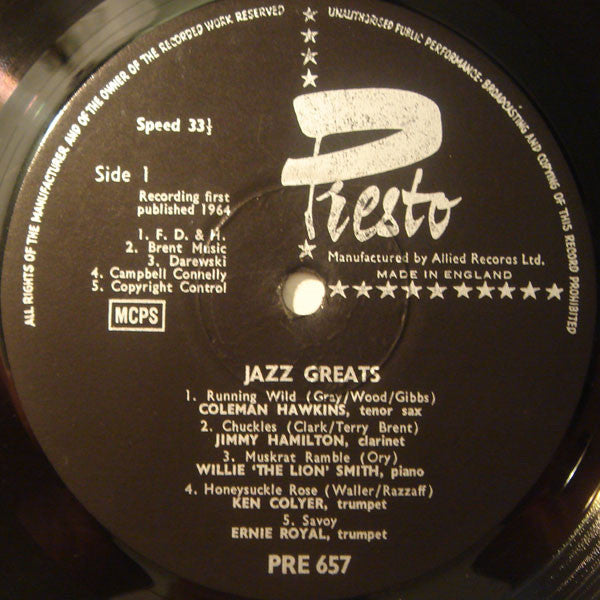 ALL RIGHTS OF THE MANUFACTURER AND OF THE OWNER OF THE RECORDED WORK RESERVED
UNAUTHORISED PUBLIC PERFORMANCE · BROADCASTING AND COPYING OF THIS RECORD PROHIBITED
Presto
Speed 33⅓
Side 1
Recording first
published 1964
1. F. D. & H.
2. Brent Music
3. Darewski
4. Campbell Connelly
5. Copyright Control
MCPS
Manufactured by Allied Records Ltd.
MADE IN ENGLAND
JAZZ GREATS
1. Running Wild (Gray/Wood/Gibbs)
COLEMAN HAWKINS, tenor sax
2. Chuckles (Clark/Terry Brent)
JIMMY HAMILTON, clarinet
3. Muskrat Ramble (Ory)
WILLIE 'THE LION' SMITH, piano
4. Honeysuckle Rose (Waller/Razzaff)
KEN COLYER, trumpet
5. Savoy
ERNIE ROYAL, trumpet
PRE 657